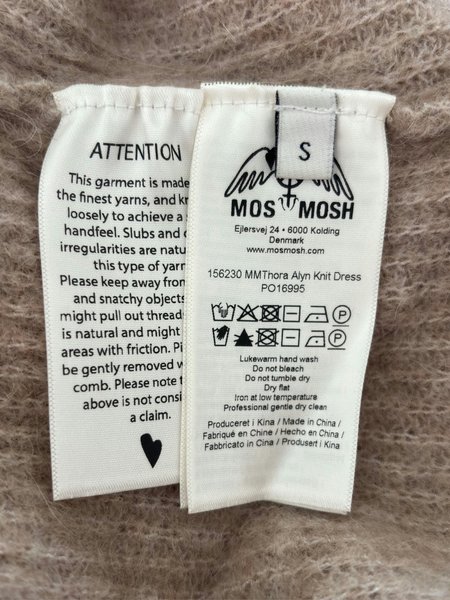 ATTENTION
This garment is made
the finest yarns, and kn
loosely to achieve a s
handfeel. Slubs and
irregularities are natu
this type of yarn
Please keep away from
and snatchy objects
might pull out thread
is natural and might
areas with friction. Pi
be gently removed w
comb. Please note t
above is not consi
a claim.
S
MOS MOSH
Ejlersvej 24 • 6000 Kolding
Denmark
www.mosmosh.com
156230 MMThora Alyn Knit Dress
PO16995
Lukewarm hand wash
Do not bleach
Do not tumble dry
Dry flat
Iron at low temperature
Professional gentle dry clean
Produceret i Kina / Made in China /
Fabriqué en Chine / Hecho en China /
Fabbricato in Cina / Produsert i Kina